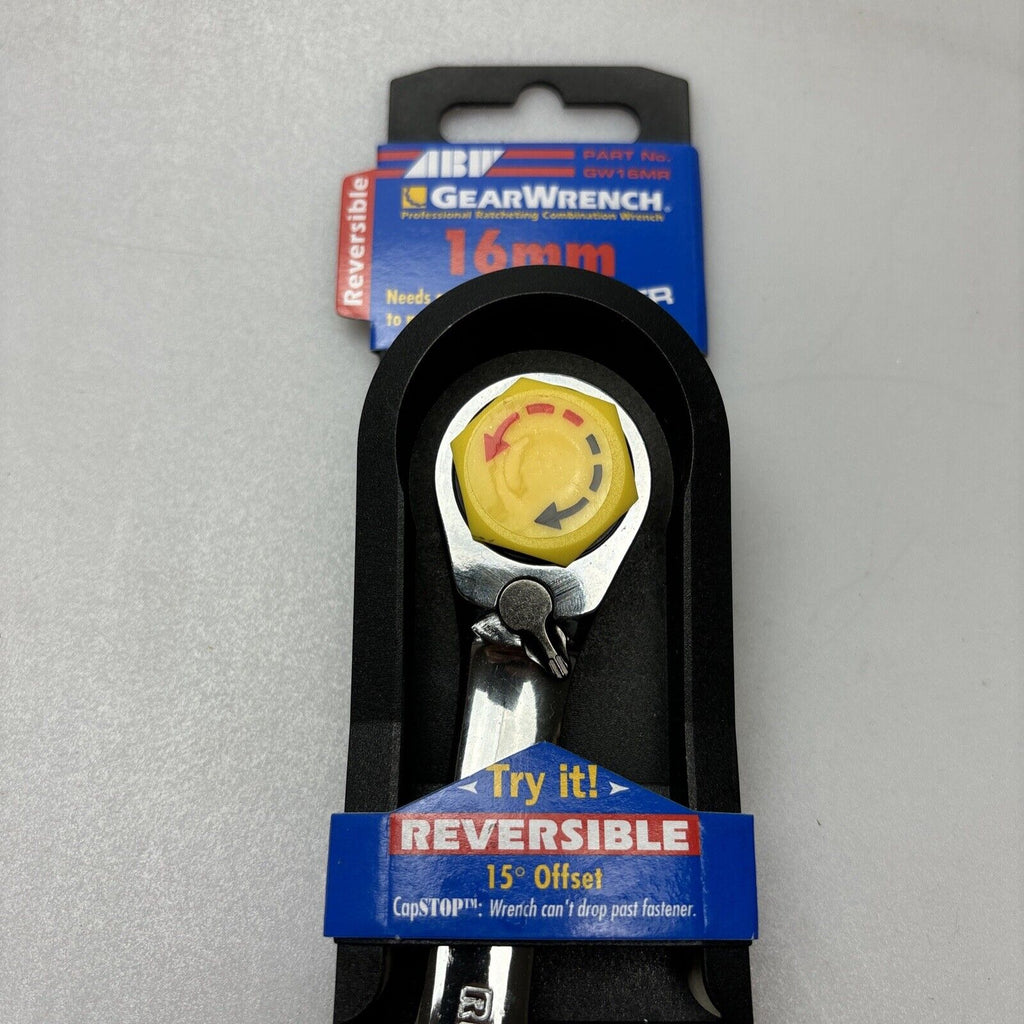 ABW
PART No.
GW16MR
GEARWRENCH®
Professional Ratcheting Combination Wrench
Reversible
16mm
Needs
to
Try it!
REVERSIBLE
15° Offset
CapSTOP™: Wrench can't drop past fastener.
R